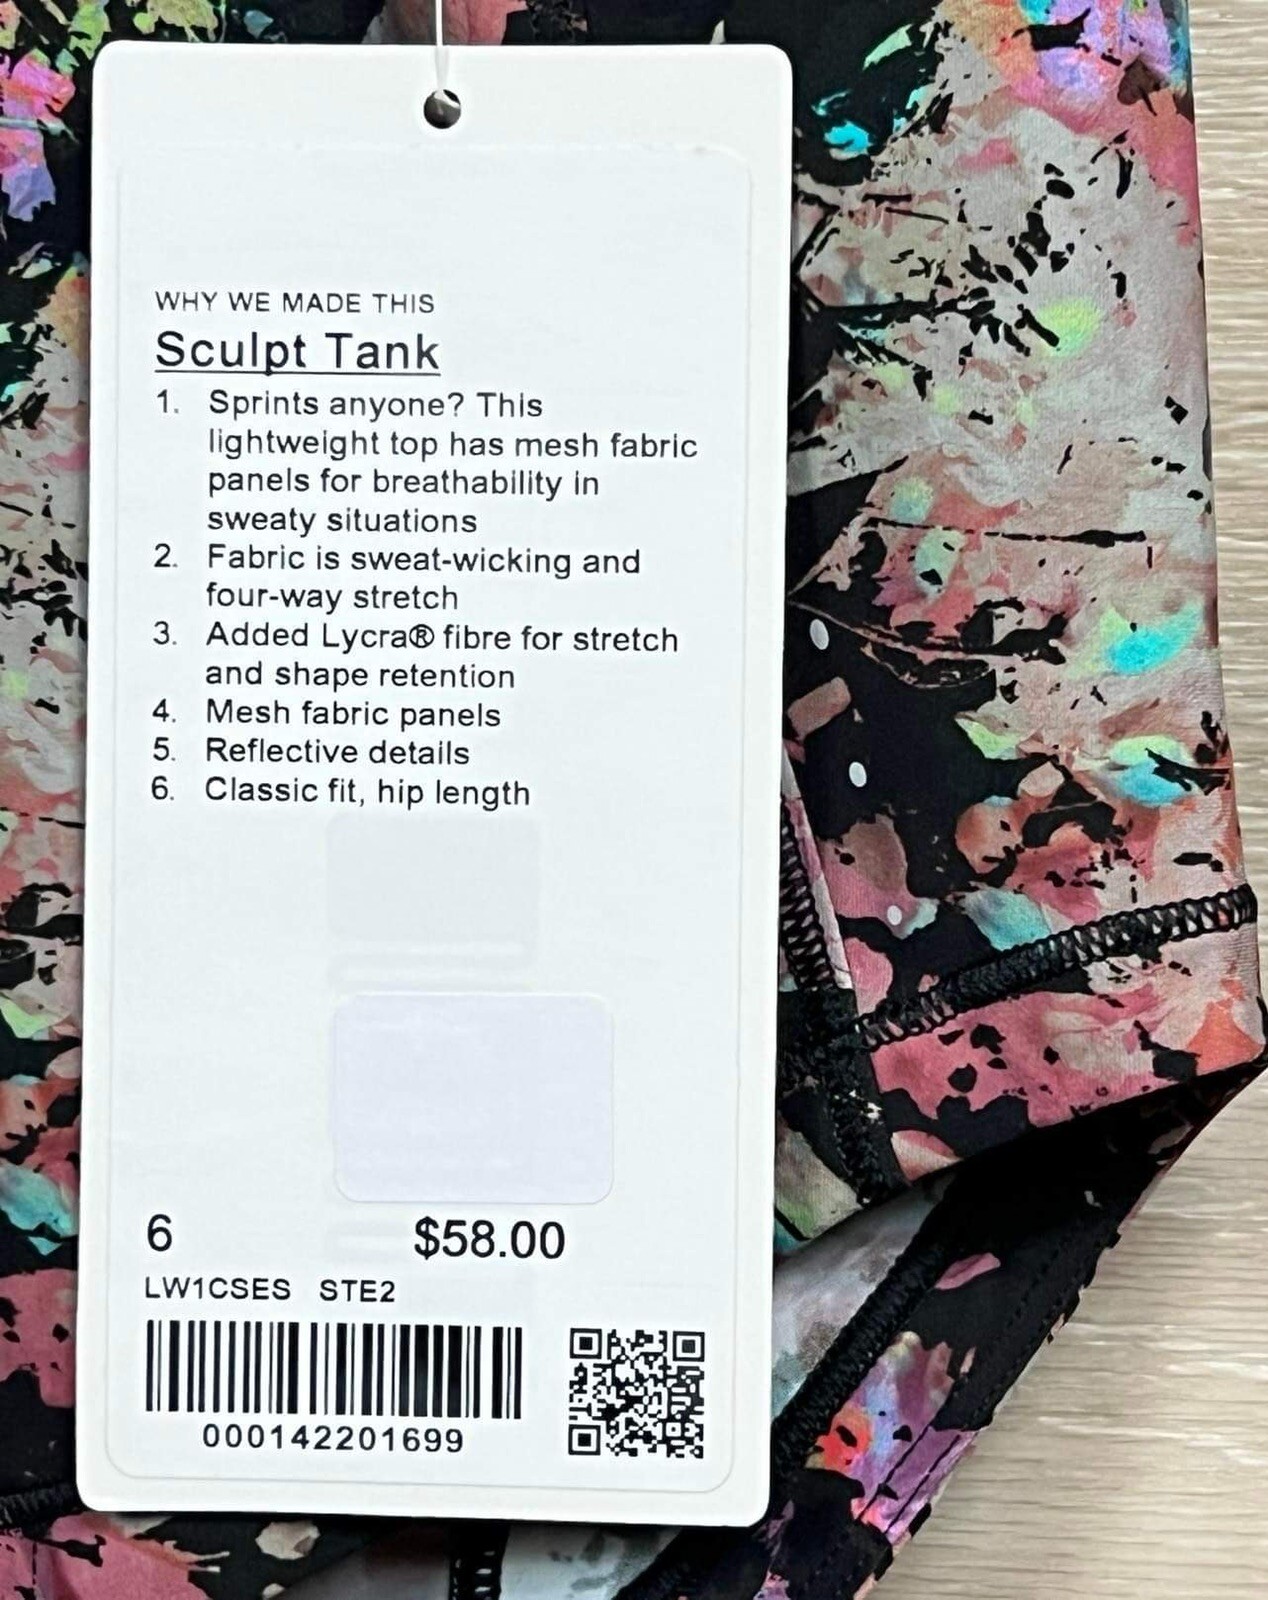 WHY WE MADE THIS
Sculpt Tank
1. Sprints anyone? This
lightweight top has mesh fabric
panels for breathability in
sweaty situations
2. Fabric is sweat-wicking and
four-way stretch
3. Added Lycra® fibre for stretch
and shape retention
4. Mesh fabric panels
5. Reflective details
6. Classic fit, hip length
6 $58.00
LW1CSES STE2
000142201699